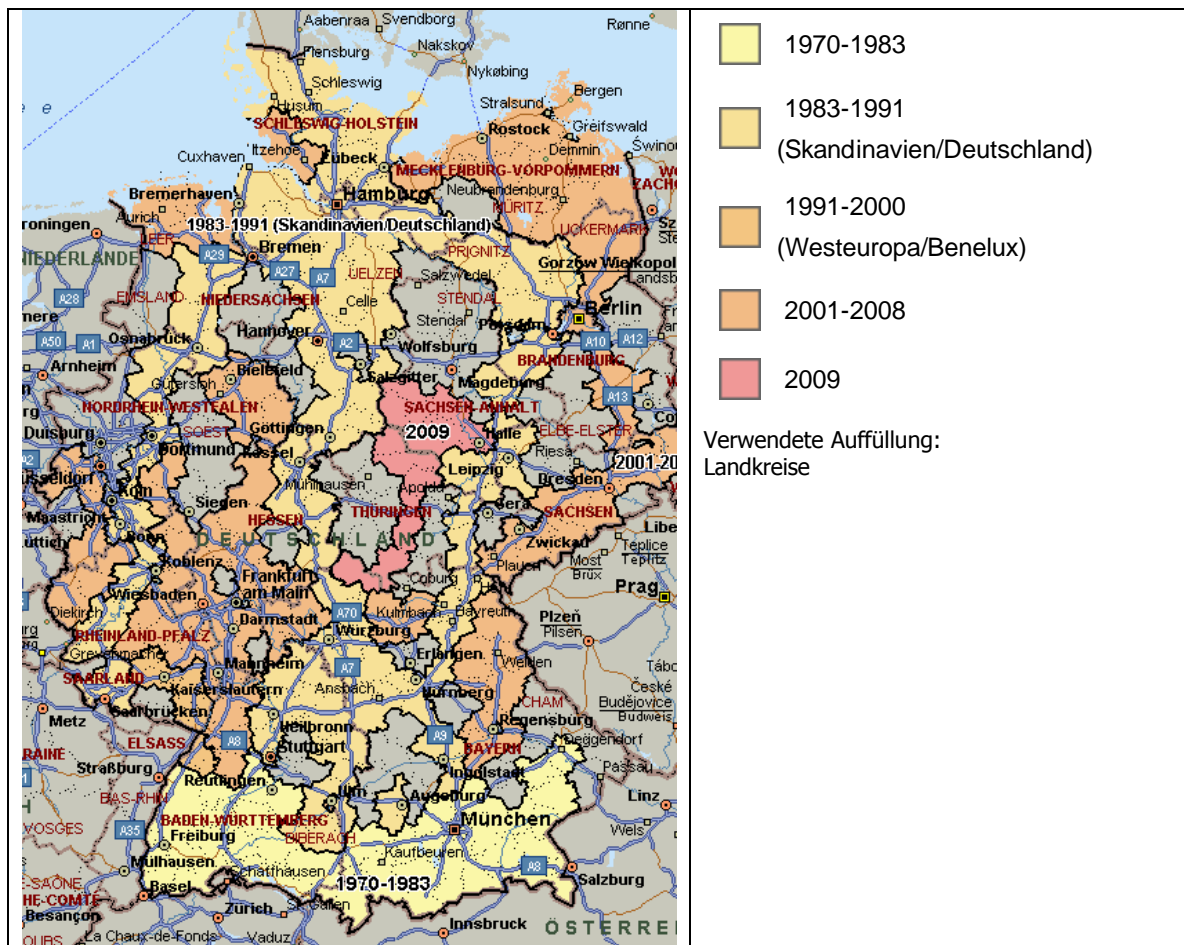 Aabenraa
Svendborg
Rønne
Flensburg
Nakskov
Nykøbing
Schleswig
Bergen
Husum
Stralsund
SCHLESWIG-HOLSTEIN
Rostock
Greifswald
Itzehoe
Demmin
Cuxhaven
Lübeck
MECKLENBURG-VORPOMMERN
Bremerhaven
Hamburg
Neubrandenburg
MÜRITZ
Aurich
1983-1991 (Skandinavien/Deutschland)
UCKERMARK
LEER
Bremen
PRIGNITZ
NIEDERLANDE
A29
A27
A7
UELZEN
Salzwedel
Gorzów Wielkopol
EMSLAND
NIEDERSACHSEN
Celle
STENDAL
A28
Hannover
Stendal
Berlin
Potsdam
A50
A1
Osnabrück
A2
Wolfsburg
A10
A12
Arnheim
Bielefeld
Salzgitter
BRANDENBURG
Gütersloh
Magdeburg
A13
NORDRHEIN-WESTFALEN
SACHSEN-ANHALT
Duisburg
SOEST
Göttingen
2009
Halle
ELBE-ELSTER
Dortmund
Kassel
Riesa
A2
Leipzig
2001-20
Köln
Mühlhausen
Dresden
Siegen
Apolda
Maastricht
HESSEN
THÜRINGEN
Gera
SACHSEN
Bonn
DEUTSCHLAND
Zwickau
Teplice
Teplitz
Koblenz
Most
Brüx
Frankfurt
am Main
Coburg
Plauen
Prag
Wiesbaden
Diekirch
A70
Kulmbach
Bayreuth
Darmstadt
Würzburg
Plzeň
Pilsen
RHEINLAND-PFALZ
Grevenmacher
Mannheim
A7
Erlangen
Weiden
SAARLAND
Kaiserslautern
Ansbach
Nürnberg
České
Budějovice
Budweis
Saarbrücken
CHAM
Metz
Heilbronn
Regensburg
ELSASS
A8
Stuttgart
A9
BAYERN
Deggendorf
Straßburg
Reutlingen
Ingolstadt
Passau
BAS-RHIN
Ulm
Augsburg
Linz
BADEN-WÜRTTEMBERG
München
VOSGES
A35
Freiburg
BIBERACH
Wels
Mülhausen
Kaufbeuren
A8
Schaffhausen
Salzburg
Basel
1970-1983
Zürich
St. Gallen
Besançon
Innsbruck
La Chaux-de-Fonds
Vaduz
ÖSTERREI
1970-1983
1983-1991
(Skandinavien/Deutschland)
1991-2000
(Westeuropa/Benelux)
2001-2008
2009
Verwendete Auffüllung:
Landkreise